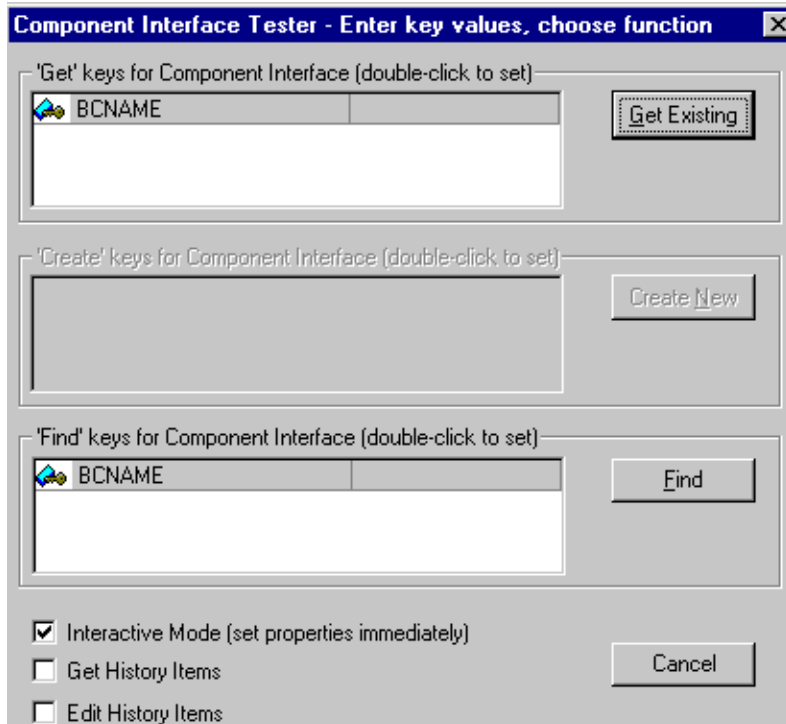 Component Interface Tester - Enter key values, choose function
'Get' keys for Component Interface (double-click to set)
BCNAME
Get Existing
'Create' keys for Component Interface (double-click to set)
Create New
'Find' keys for Component Interface (double-click to set)
BCNAME
Find
Interactive Mode (set properties immediately)
Get History Items
Cancel
Edit History Items